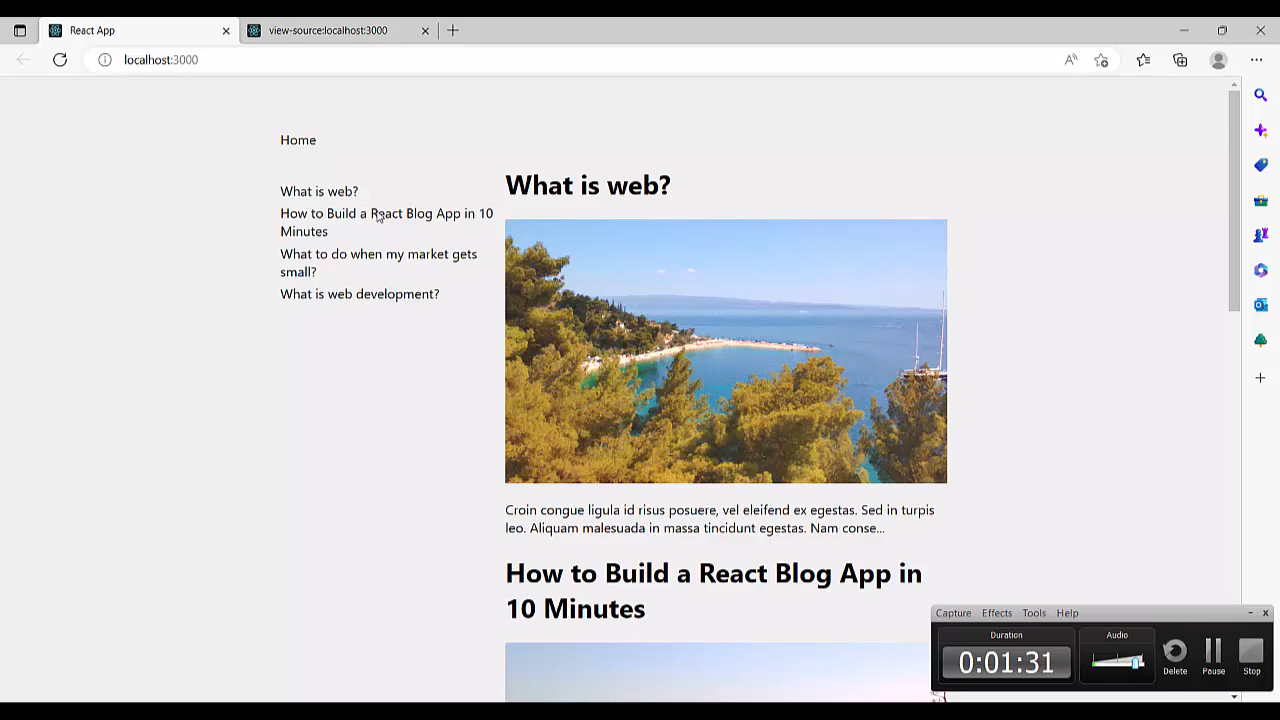 React App
view-source:localhost:3000
localhost:3000
Home
What is web?
How to Build a React Blog App in 10
Minutes
What to do when my market gets
small?
What is web development?
What is web?
Croin congue ligula id risus posuere, vel eleifend ex egestas. Sed in turpis
leo. Aliquam malesuada in massa tincidunt egestas. Nam conse...
How to Build a React Blog App in
10 Minutes
Capture Effects Tools Help
Duration
0:01:31
Audio
Delete
Pause
Stop